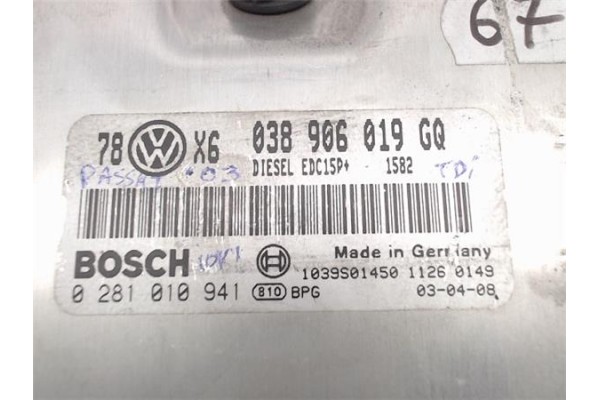 67
78 VW X6 038 906 019 GQ
PASSAT '03 DIESEL EDC15P+ 1582 TDi
BOSCH Made in Germany
1039S01450 1126 0149
0 281 010 941 810 BPG 03-04-08